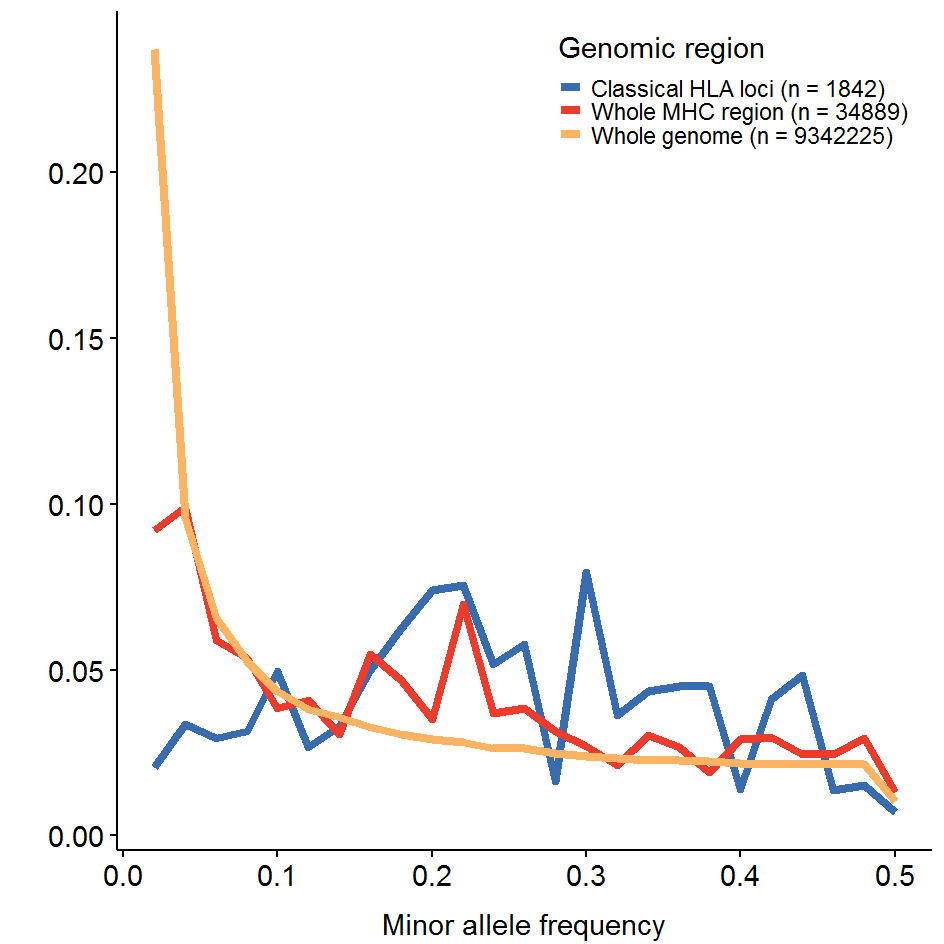 Genomic region
Classical HLA loci (n = 1842)
Whole MHC region (n = 34889)
Whole genome (n = 9342225)
0.20
0.15
0.10
0.05
0.00
0.0 0.1 0.2 0.3 0.4 0.5
Minor allele frequency